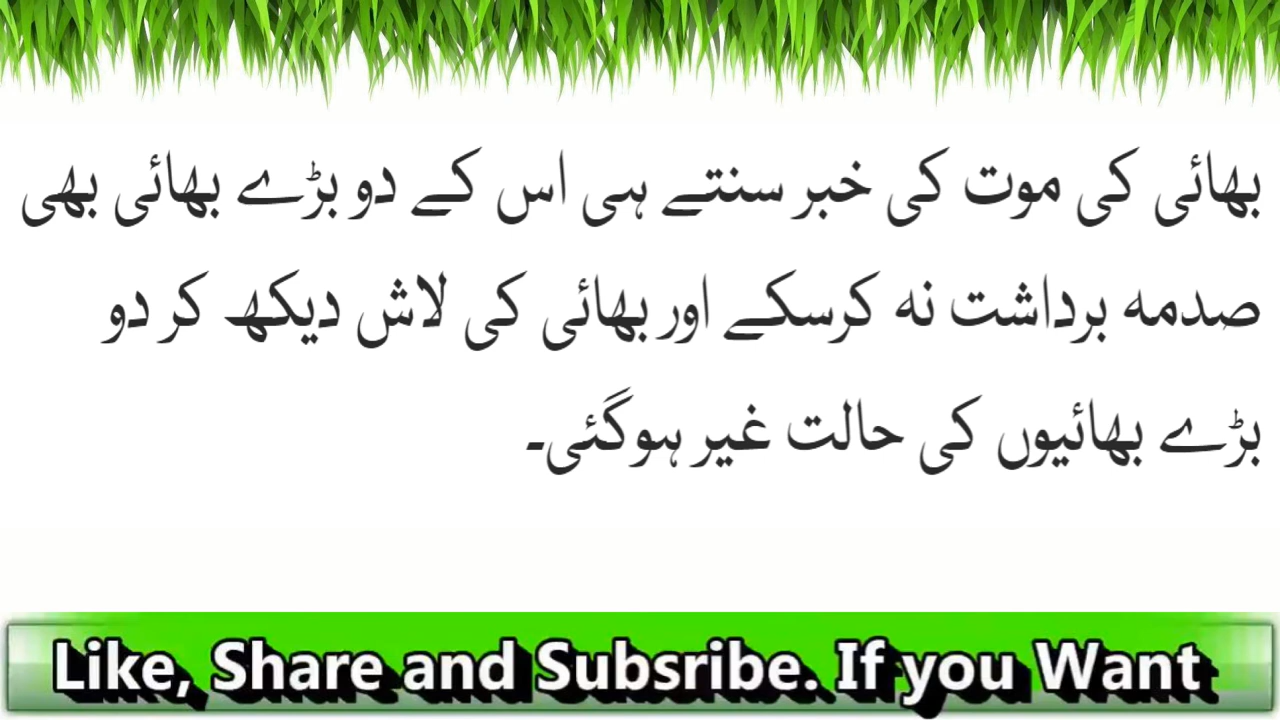 بھائی کی موت کی خبر سنتے ہی اس کے دو بڑے بھائی بھی
صدمہ برداشت نہ کرسکے اور بھائی کی لاش دیکھ کر دو
بڑے بھائیوں کی حالت غیر ہوگئی۔
Like, Share and Subsribe. If you Want